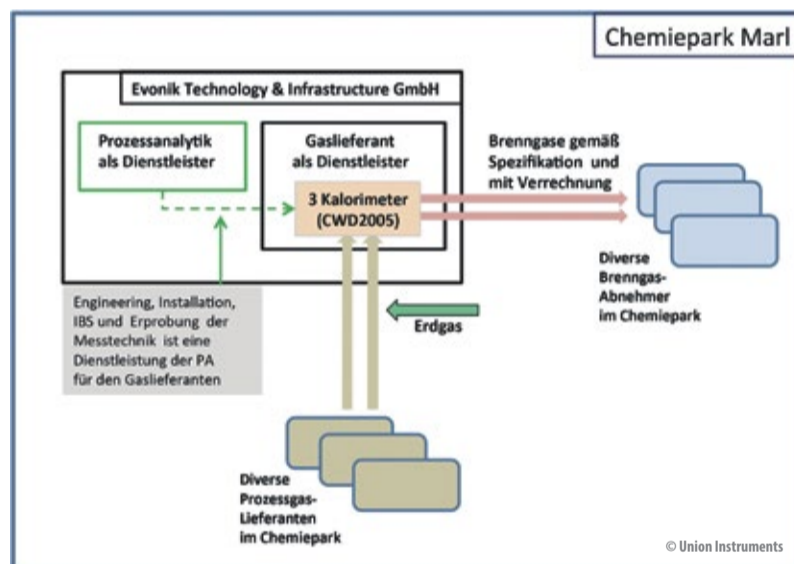 Chemiepark Marl
Evonik Technology & Infrastructure GmbH
Prozessanalytik
als Dienstleister
Gaslieferant
als Dienstleister
3 Kalorimeter
(CWD2005)
Brenngase gemäß
Spezifikation und
mit Verrechnung
Diverse
Brenngas-
Abnehmer
im Chemiepark
Engineering, Installation,
IBS und Erprobung der
Messtechnik ist eine
Dienstleistung der PA
für den Gaslieferanten
Erdgas
Diverse
Prozessgas-
Lieferanten
im Chemiepark
© Union Instruments